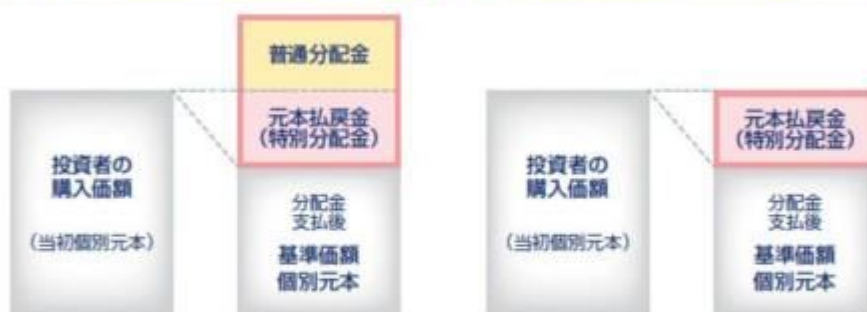 投資者の
購入価額
(当初個別元本)
普通分配金
元本払戻金
(特別分配金)
分配金
支払後
基準価額
個別元本
投資者の
購入価額
(当初個別元本)
元本払戻金
(特別分配金)
分配金
支払後
基準価額
個別元本